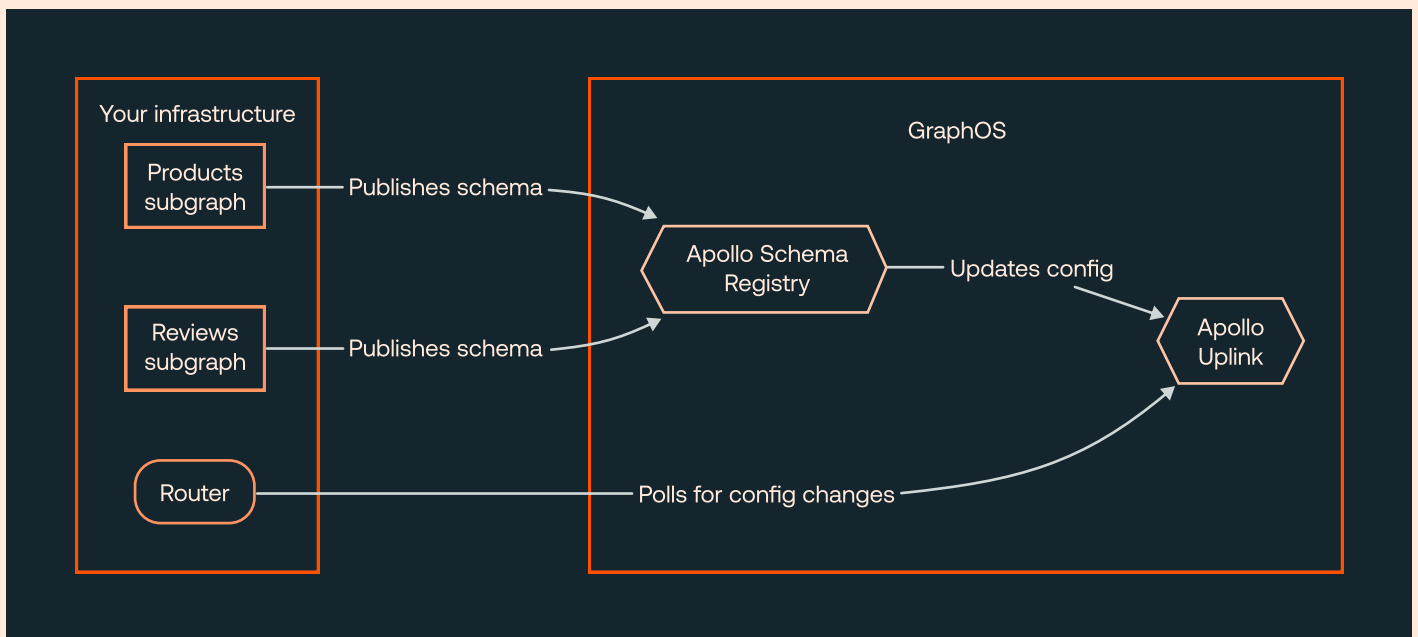 Your infrastructure
GraphOS
Products
subgraph
Publishes schema
Apollo Schema
Registry
Updates config
Reviews
subgraph
Publishes schema
Apollo
Uplink
Router
Polls for config changes